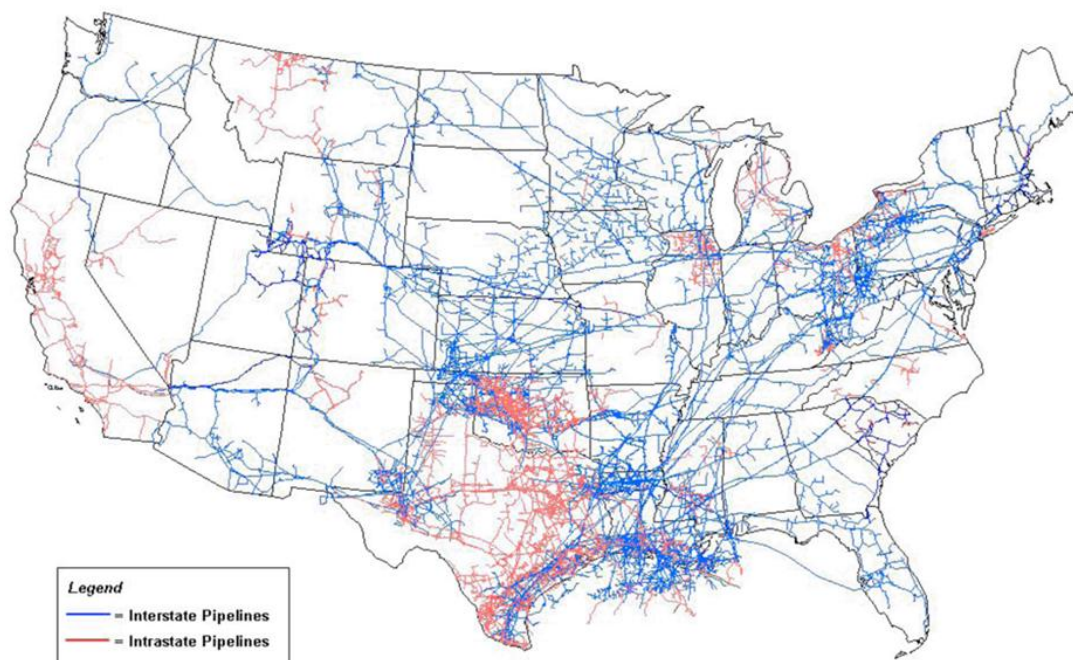 Legend
= Interstate Pipelines
= Intrastate Pipelines